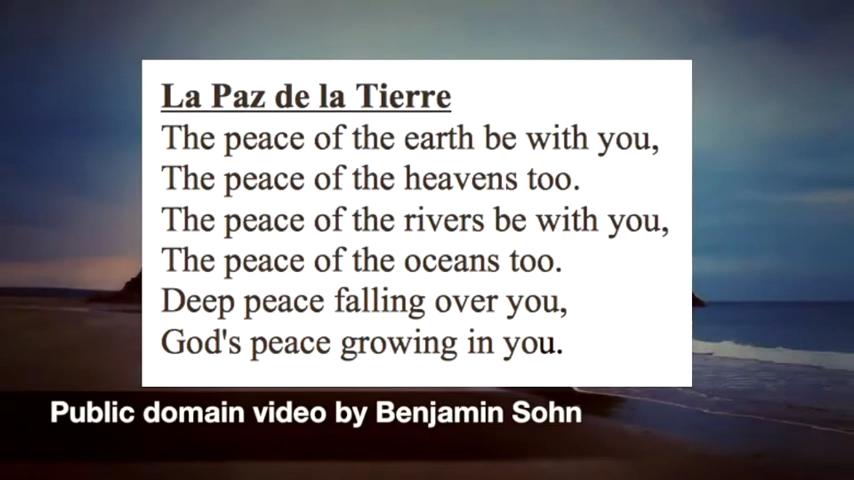 La Paz de la Tierre
The peace of the earth be with you,
The peace of the heavens too.
The peace of the rivers be with you,
The peace of the oceans too.
Deep peace falling over you,
God's peace growing in you.
Public domain video by Benjamin Sohn